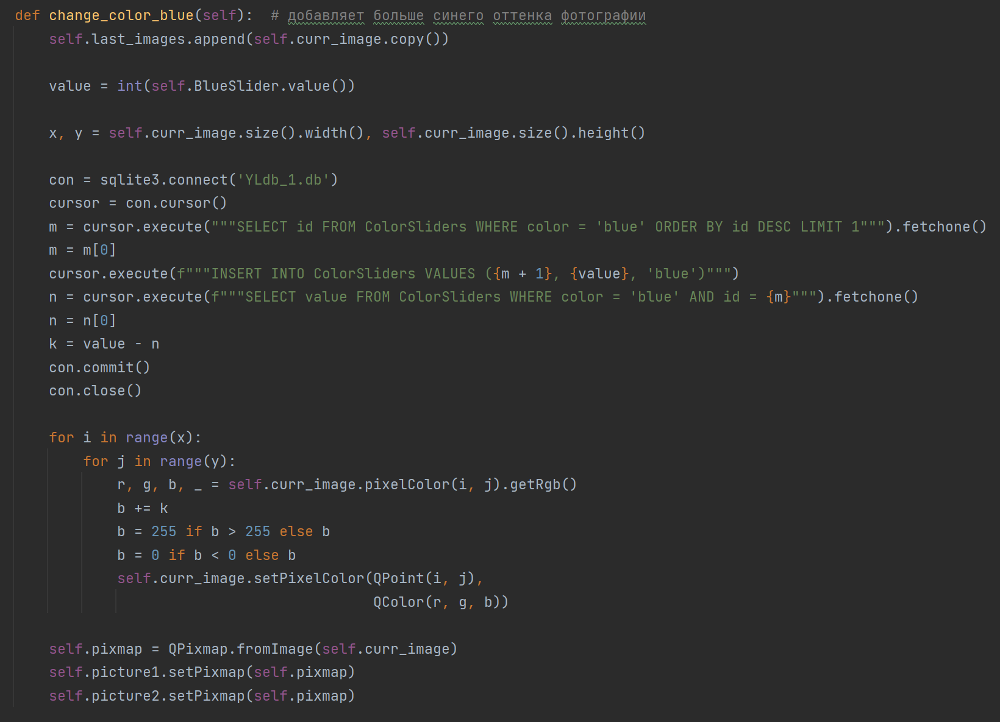 def change_color_blue(self):  # добавляет больше синего оттенка фотографии
    self.last_images.append(self.curr_image.copy())

    value = int(self.BlueSlider.value())

    x, y = self.curr_image.size().width(), self.curr_image.size().height()

    con = sqlite3.connect('YLdb_1.db')
    cursor = con.cursor()
    m = cursor.execute("""SELECT id FROM ColorSliders WHERE color = 'blue' ORDER BY id DESC LIMIT 1""").fetchone()
    m = m[0]
    cursor.execute(f"""INSERT INTO ColorSliders VALUES ({m + 1}, {value}, 'blue')""")
    n = cursor.execute(f"""SELECT value FROM ColorSliders WHERE color = 'blue' AND id = {m}""").fetchone()
    n = n[0]
    k = value - n
    con.commit()
    con.close()

    for i in range(x):
        for j in range(y):
            r, g, b, _ = self.curr_image.pixelColor(i, j).getRgb()
            b += k
            b = 255 if b > 255 else b
            b = 0 if b < 0 else b
            self.curr_image.setPixelColor(QPoint(i, j),
                                          QColor(r, g, b))

    self.pixmap = QPixmap.fromImage(self.curr_image)
    self.picture1.setPixmap(self.pixmap)
    self.picture2.setPixmap(self.pixmap)